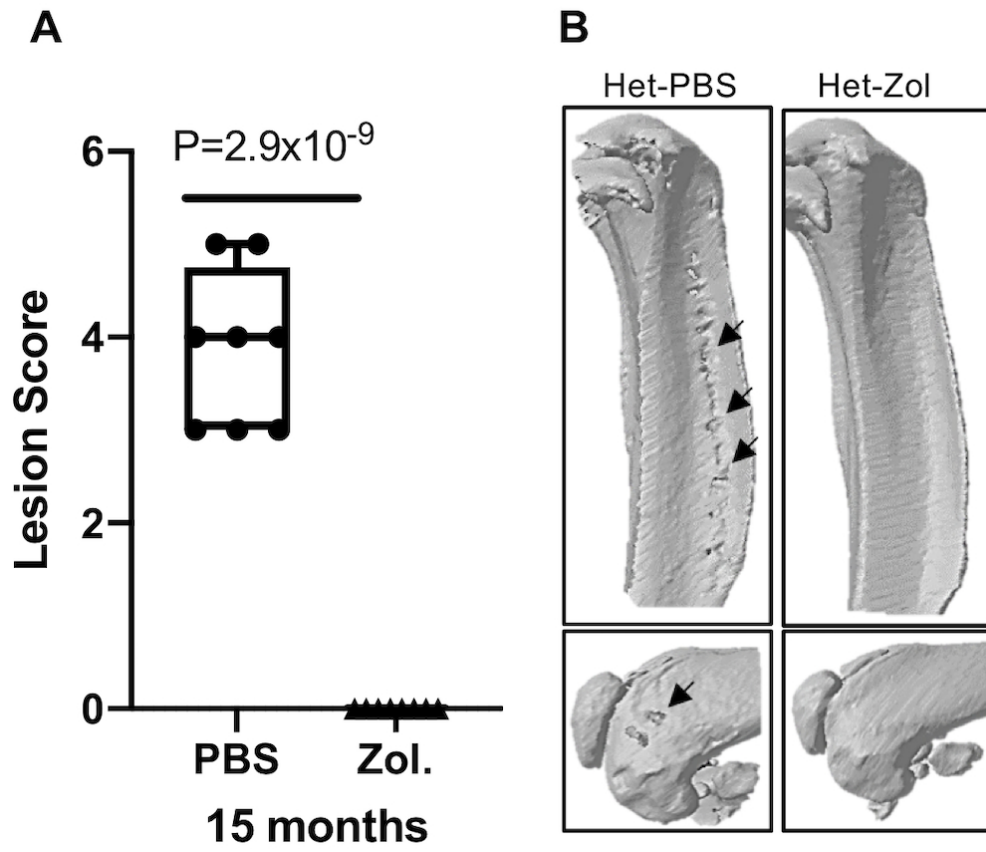 A
P=2.9x10⁻⁹
6
4
2
0
Lesion Score
PBS Zol.
15 months
B
Het-PBS Het-Zol